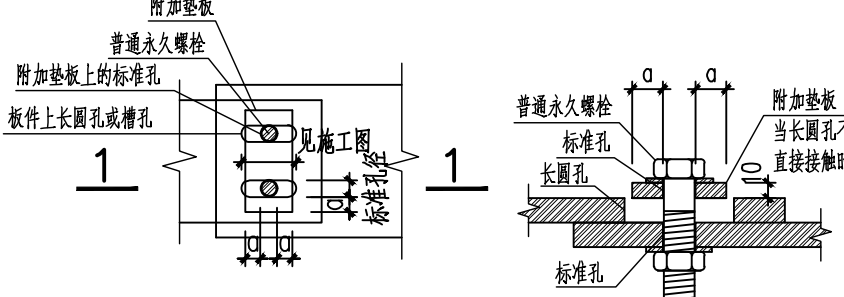 附加垫板
普通永久螺栓
附加垫板上的标准孔
板件上长圆孔或槽孔
见施工图
标准孔径
a
a
a
1
1
a
a
普通永久螺栓
标准孔
长圆孔
附加垫板
当长圆孔
直接接触
10
标准孔